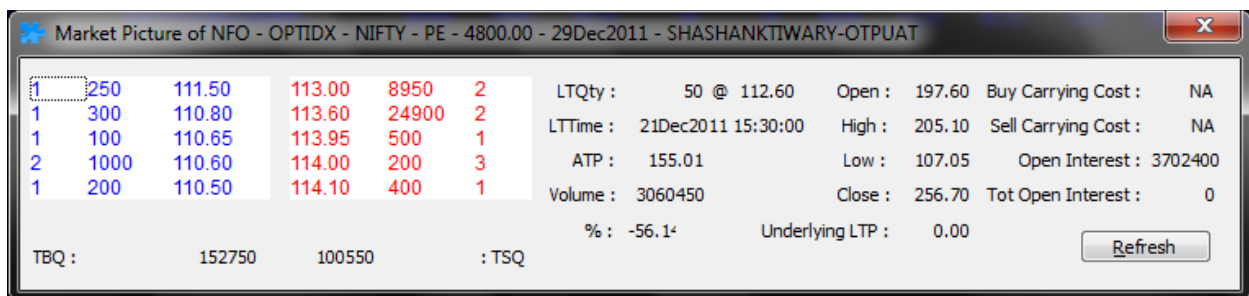 Market Picture of NFO - OPTIDX - NIFTY - PE - 4800.00 - 29Dec2011 - SHASHANKTIWARY-OTPUAT
1 250 111.50 113.00 8950 2 LTQty : 50 @ 112.60 Open : 197.60 Buy Carrying Cost : NA
1 300 110.80 113.60 24900 2 LTTime : 21Dec2011 15:30:00 High : 205.10 Sell Carrying Cost : NA
1 100 110.65 113.95 500 1 ATP : 155.01 Low : 107.05 Open Interest : 3702400
2 1000 110.60 114.00 200 3
1 200 110.50 114.10 400 1 Volume : 3060450 Close : 256.70 Tot Open Interest : 0
% : -56.14 Underlying LTP : 0.00
TBQ : 152750 100550 : TSQ Refresh